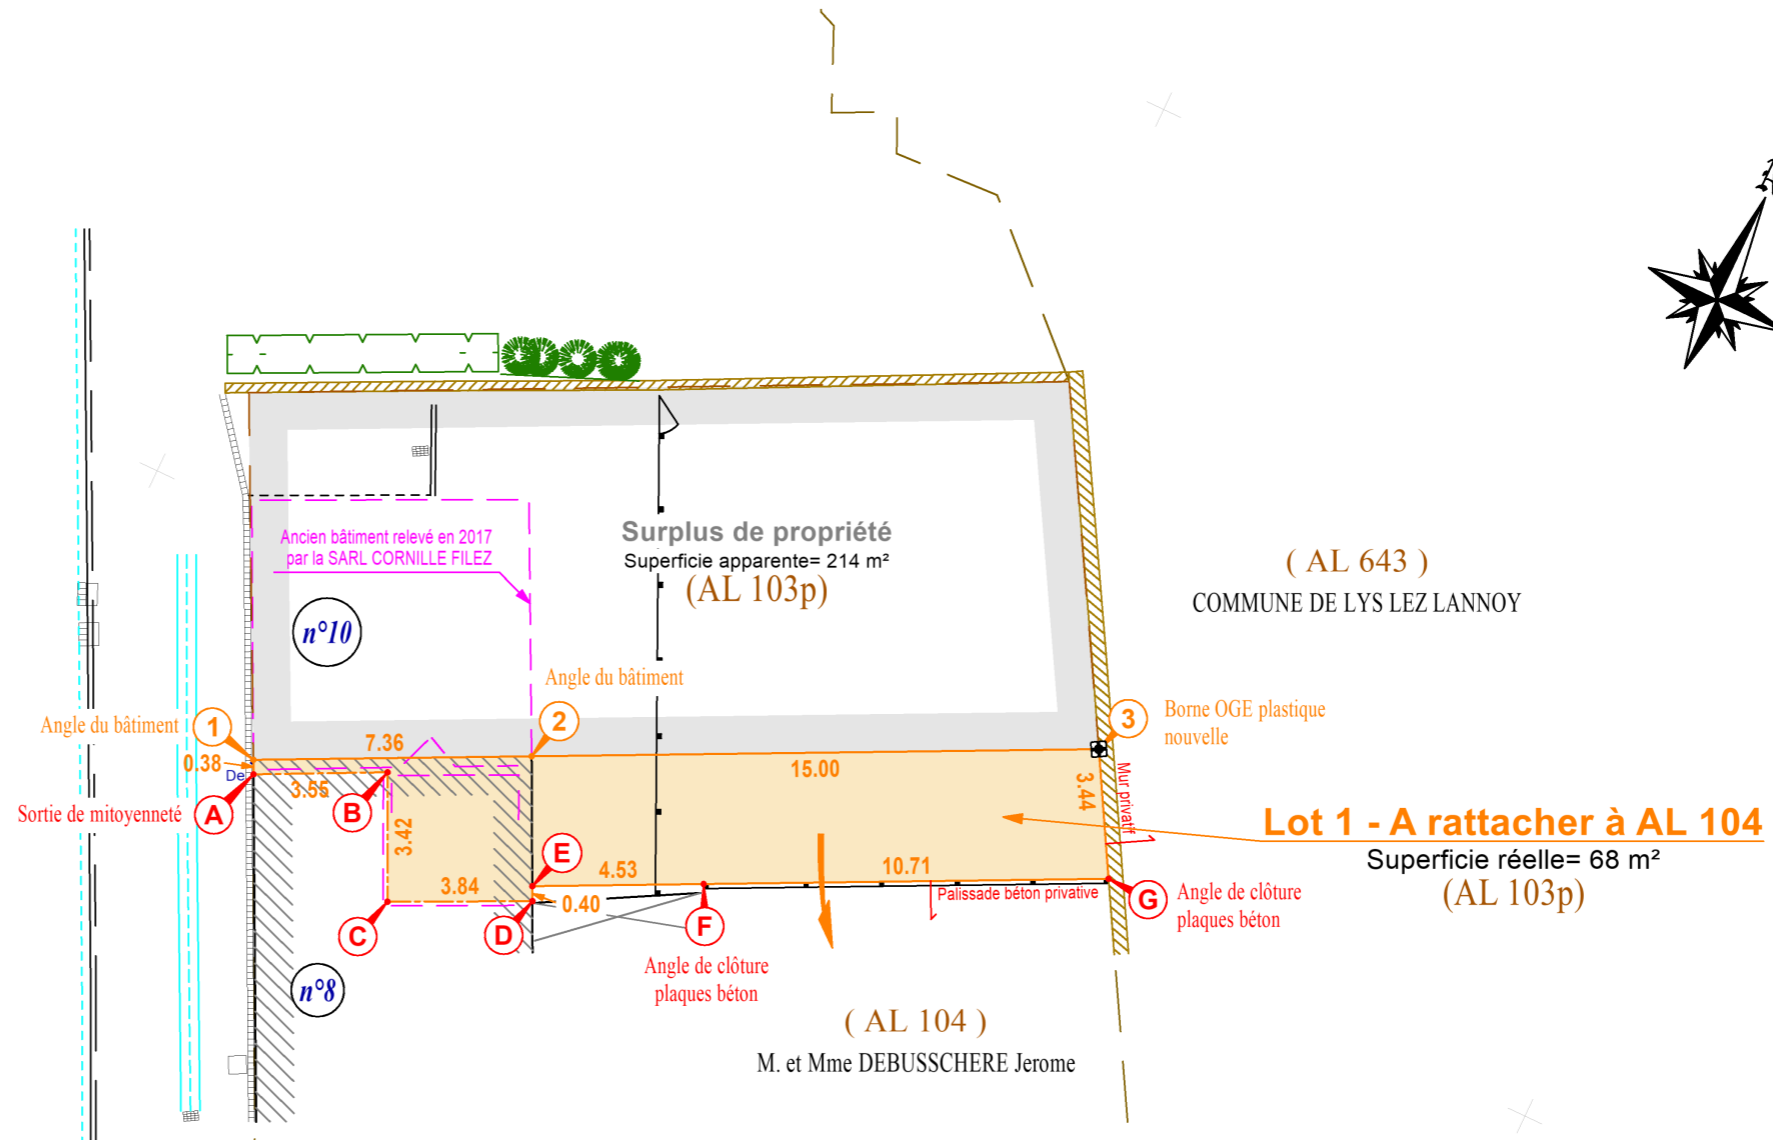 Ancien bâtiment relevé en 2017
par la SARL CORNILLE FILEZ
Surplus de propriété
Superficie apparente= 214 m²
(AL 103p)
( AL 643 )
COMMUNE DE LYS LEZ LANNOY
n°10
Angle du bâtiment
Angle du bâtiment
1
2
3
Borne OGE plastique
nouvelle
7.36
0.38
De
15.00
3.55
3.44
Mur privatif
Sortie de mitoyenneté
A
B
3.42
Lot 1 - A rattacher à AL 104
Superficie réelle= 68 m²
(AL 103p)
E
4.53
10.71
3.84
0.40
Palissade béton privative
G
Angle de clôture
plaques béton
C
D
F
Angle de clôture
plaques béton
n°8
( AL 104 )
M. et Mme DEBUSSCHERE Jerome